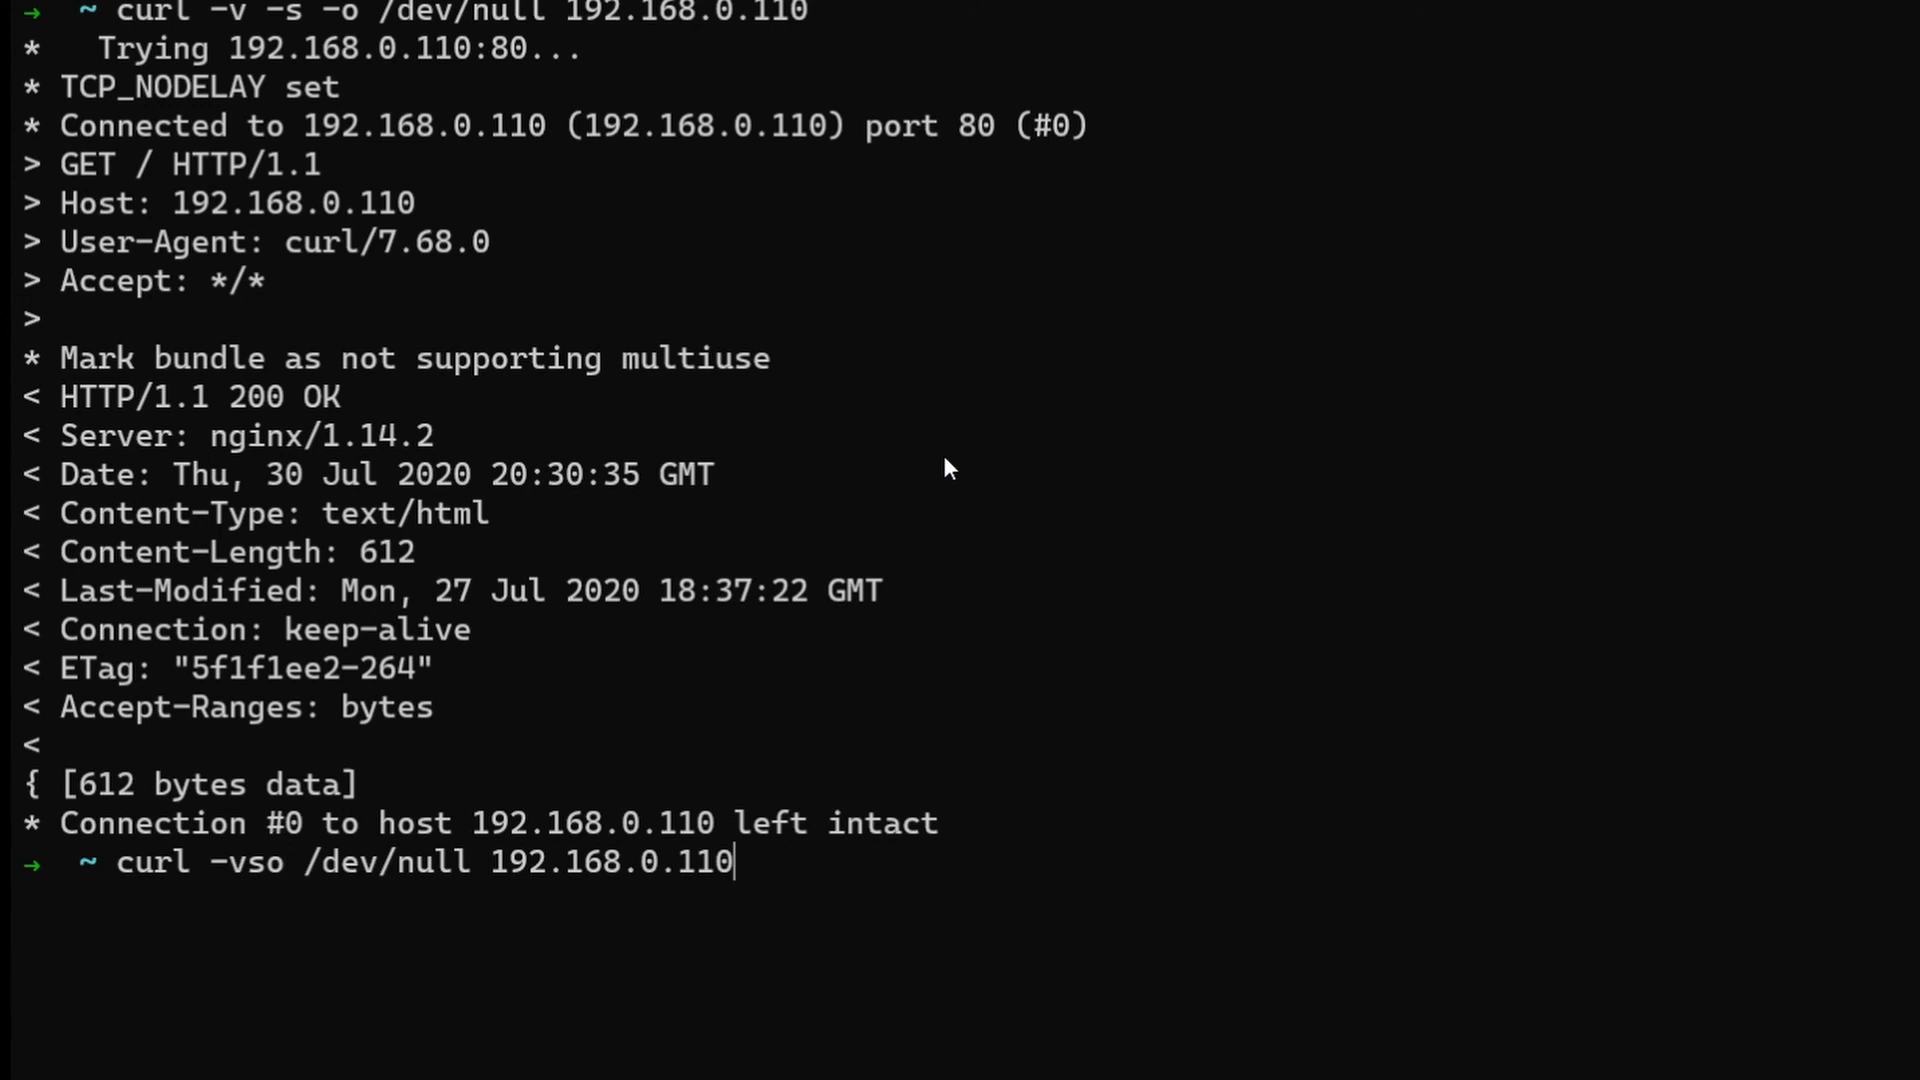 →  ~ curl -v -s -o /dev/null 192.168.0.110
*   Trying 192.168.0.110:80...
* TCP_NODELAY set
* Connected to 192.168.0.110 (192.168.0.110) port 80 (#0)
> GET / HTTP/1.1
> Host: 192.168.0.110
> User-Agent: curl/7.68.0
> Accept: */*
>
* Mark bundle as not supporting multiuse
< HTTP/1.1 200 OK
< Server: nginx/1.14.2
< Date: Thu, 30 Jul 2020 20:30:35 GMT
< Content-Type: text/html
< Content-Length: 612
< Last-Modified: Mon, 27 Jul 2020 18:37:22 GMT
< Connection: keep-alive
< ETag: "5f1f1ee2-264"
< Accept-Ranges: bytes
<
{ [612 bytes data]
* Connection #0 to host 192.168.0.110 left intact
→  ~ curl -vso /dev/null 192.168.0.110